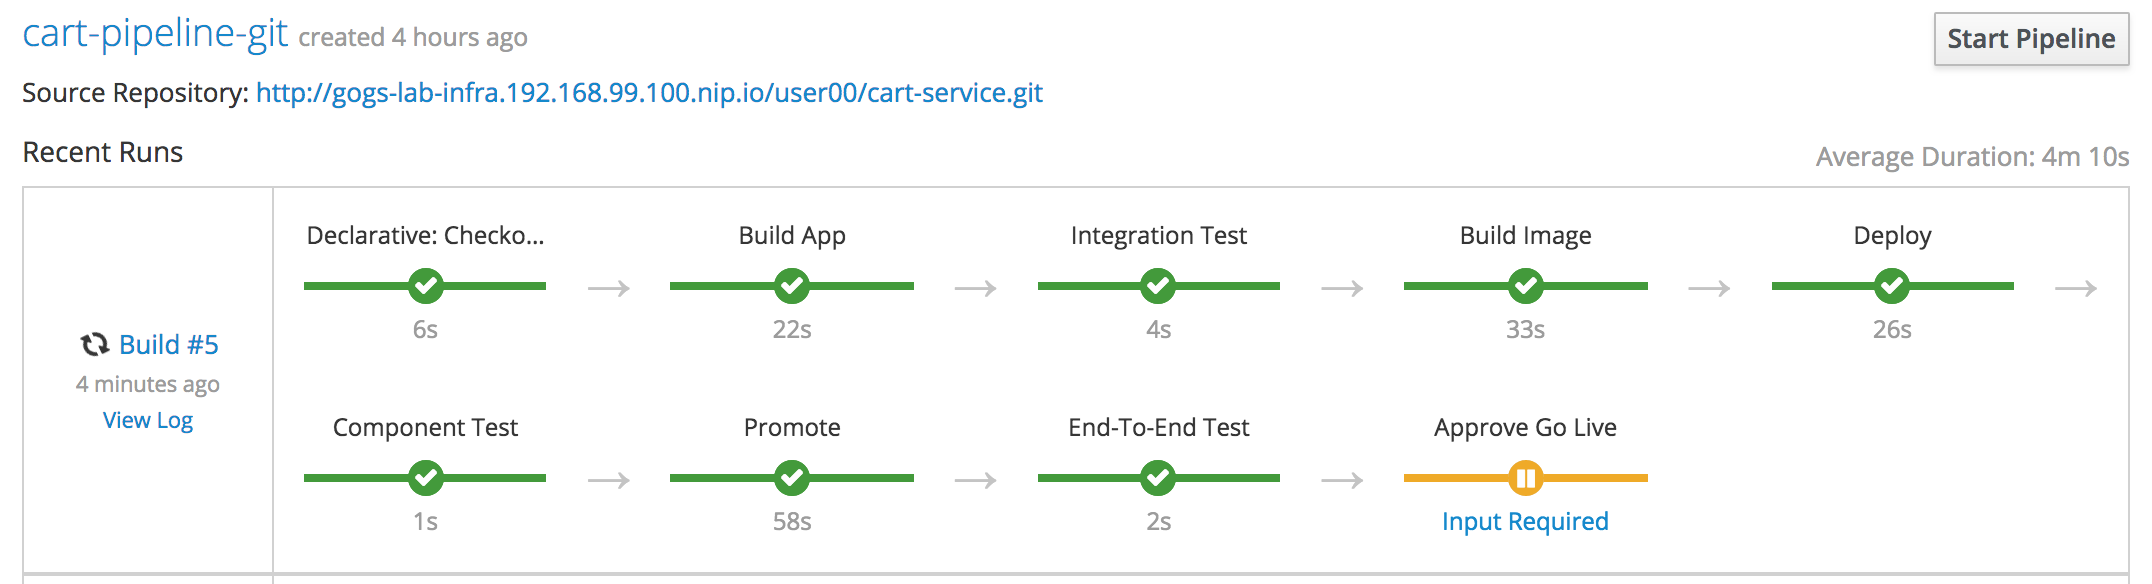 cart-pipeline-git created 4 hours ago
Start Pipeline
Source Repository: http://gogs-lab-infra.192.168.99.100.nip.io/user00/cart-service.git
Recent Runs
Average Duration: 4m 10s
Build #5
4 minutes ago
View Log
Declarative: Checko...
6s
Build App
22s
Integration Test
4s
Build Image
33s
Deploy
26s
Component Test
1s
Promote
58s
End-To-End Test
2s
Approve Go Live
Input Required